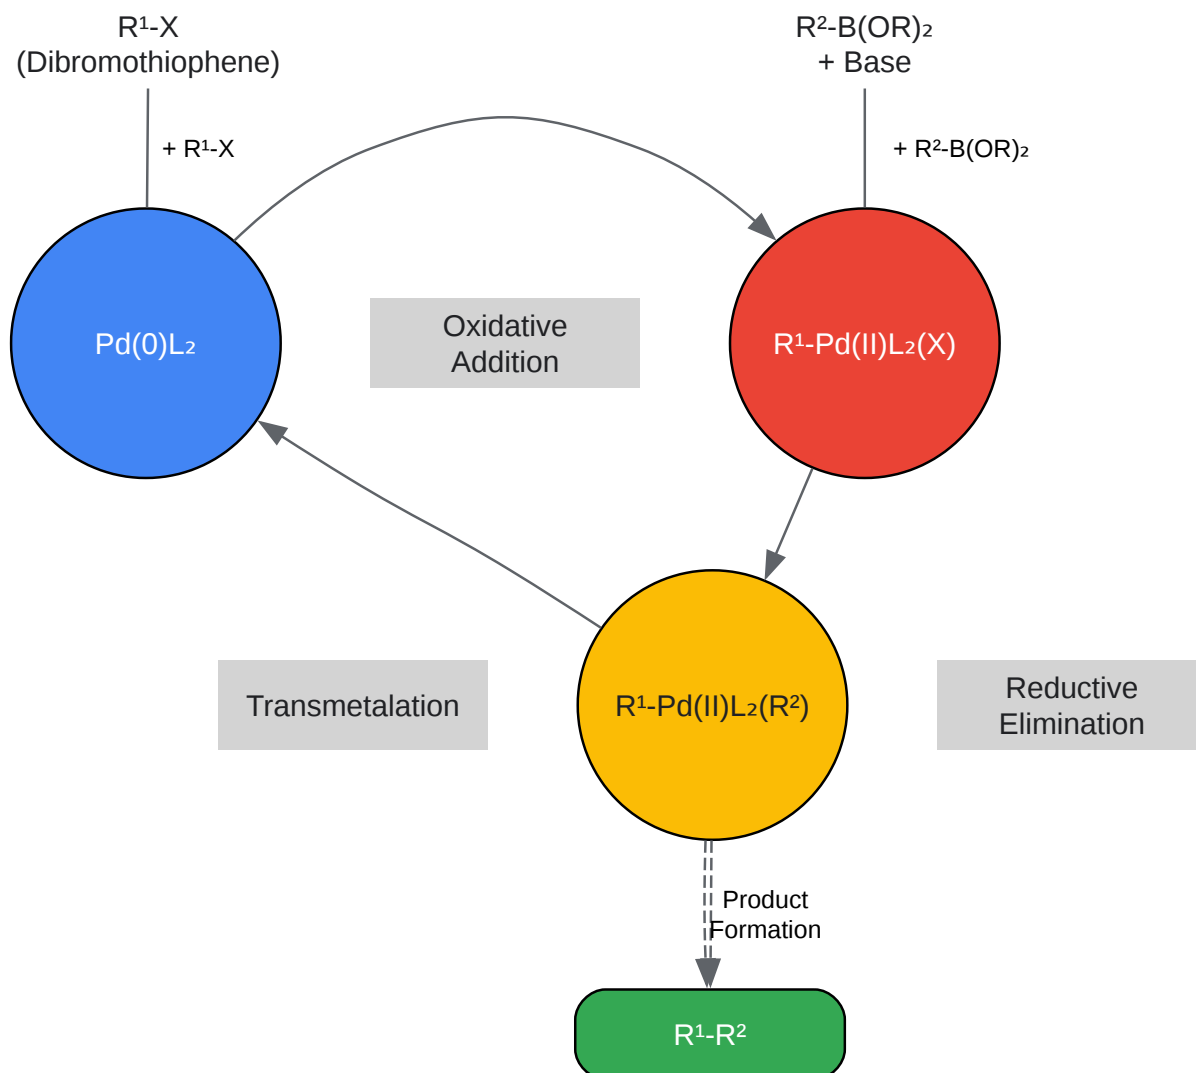 R¹-X
(Dibromothiophene)
R²-B(OR)₂
+ Base
+ R¹-X
+ R²-B(OR)₂
Pd(0)L₂
Oxidative
Addition
R¹-Pd(II)L₂(X)
Transmetalation
R¹-Pd(II)L₂(R²)
Reductive
Elimination
Product
Formation
R¹-R²